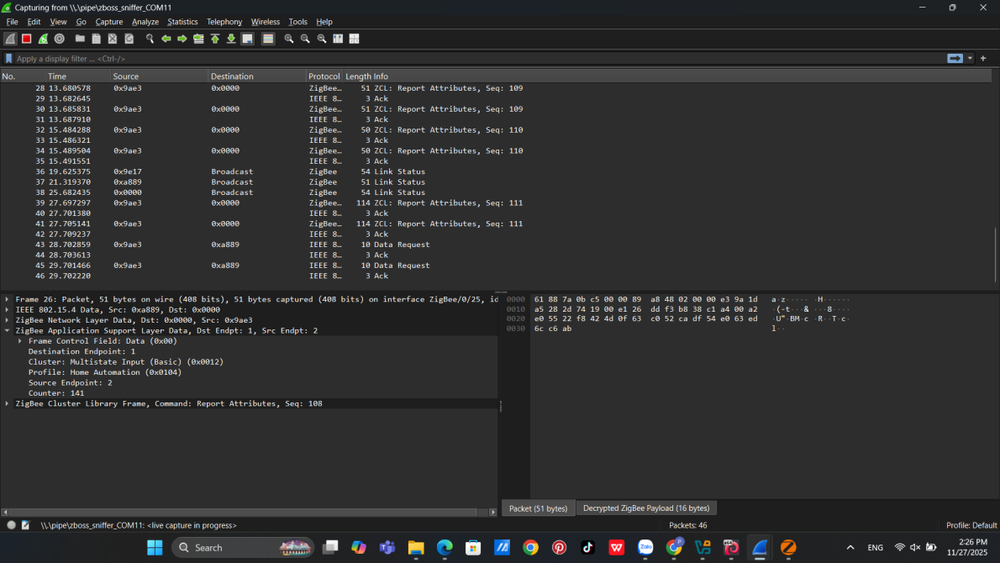 Capturing from \\.\pipe\zboss_sniffer_COM11
File Edit View Go Capture Analyze Statistics Telephony Wireless Tools Help
Apply a display filter ... <Ctrl-/>
No. Time Source Destination Protocol Length Info
28 13.680578 0x9ae3 0x0000 ZigBee… 51 ZCL: Report Attributes, Seq: 109
29 13.682645 IEEE 8… 3 Ack
30 13.685831 0x9ae3 0x0000 ZigBee… 51 ZCL: Report Attributes, Seq: 109
31 13.687910 IEEE 8… 3 Ack
32 15.484288 0x9ae3 0x0000 ZigBee… 50 ZCL: Report Attributes, Seq: 110
33 15.486321 IEEE 8… 3 Ack
34 15.489504 0x9ae3 0x0000 ZigBee… 50 ZCL: Report Attributes, Seq: 110
35 15.491551 IEEE 8… 3 Ack
36 19.625375 0x9e17 Broadcast ZigBee 54 Link Status
37 21.319370 0xa889 Broadcast ZigBee 51 Link Status
38 25.682435 0x0000 Broadcast ZigBee 54 Link Status
39 27.697297 0x9ae3 0x0000 ZigBee… 114 ZCL: Report Attributes, Seq: 111
40 27.701380 IEEE 8… 3 Ack
41 27.705141 0x9ae3 0x0000 ZigBee… 114 ZCL: Report Attributes, Seq: 111
42 27.709237 IEEE 8… 3 Ack
43 28.702859 0x9ae3 0xa889 IEEE 8… 10 Data Request
44 28.703613 IEEE 8… 3 Ack
45 29.701466 0x9ae3 0xa889 IEEE 8… 10 Data Request
46 29.702220 IEEE 8… 3 Ack
Frame 26: Packet, 51 bytes on wire (408 bits), 51 bytes captured (408 bits) on interface ZigBee/0/25, id
IEEE 802.15.4 Data, Src: 0xa889, Dst: 0x0000
ZigBee Network Layer Data, Dst: 0x0000, Src: 0x9ae3
ZigBee Application Support Layer Data, Dst Endpt: 1, Src Endpt: 2
Frame Control Field: Data (0x00)
Destination Endpoint: 1
Cluster: Multistate Input (Basic) (0x0012)
Profile: Home Automation (0x0104)
Source Endpoint: 2
Counter: 141
ZigBee Cluster Library Frame, Command: Report Attributes, Seq: 108
0000 61 88 7a 0b c5 00 00 89 a8 48 02 00 00 e3 9a 1d a·z·····  ·H······
0010 a5 28 2d 74 19 00 e1 26 dd f3 b8 38 c1 a4 00 a2 ·(-t···& ···8····
0020 e0 55 22 f8 42 4d 0f 63 c0 52 ca df 54 e0 63 ed ·U"·BM·c ·R··T·c·
0030 6c c6 ab l··
Packet (51 bytes) Decrypted ZigBee Payload (16 bytes)
\\.\pipe\zboss_sniffer_COM11: <live capture in progress> Packets: 46 Profile: Default
Search
Zalo
P
ENG
2:26 PM
11/27/2025